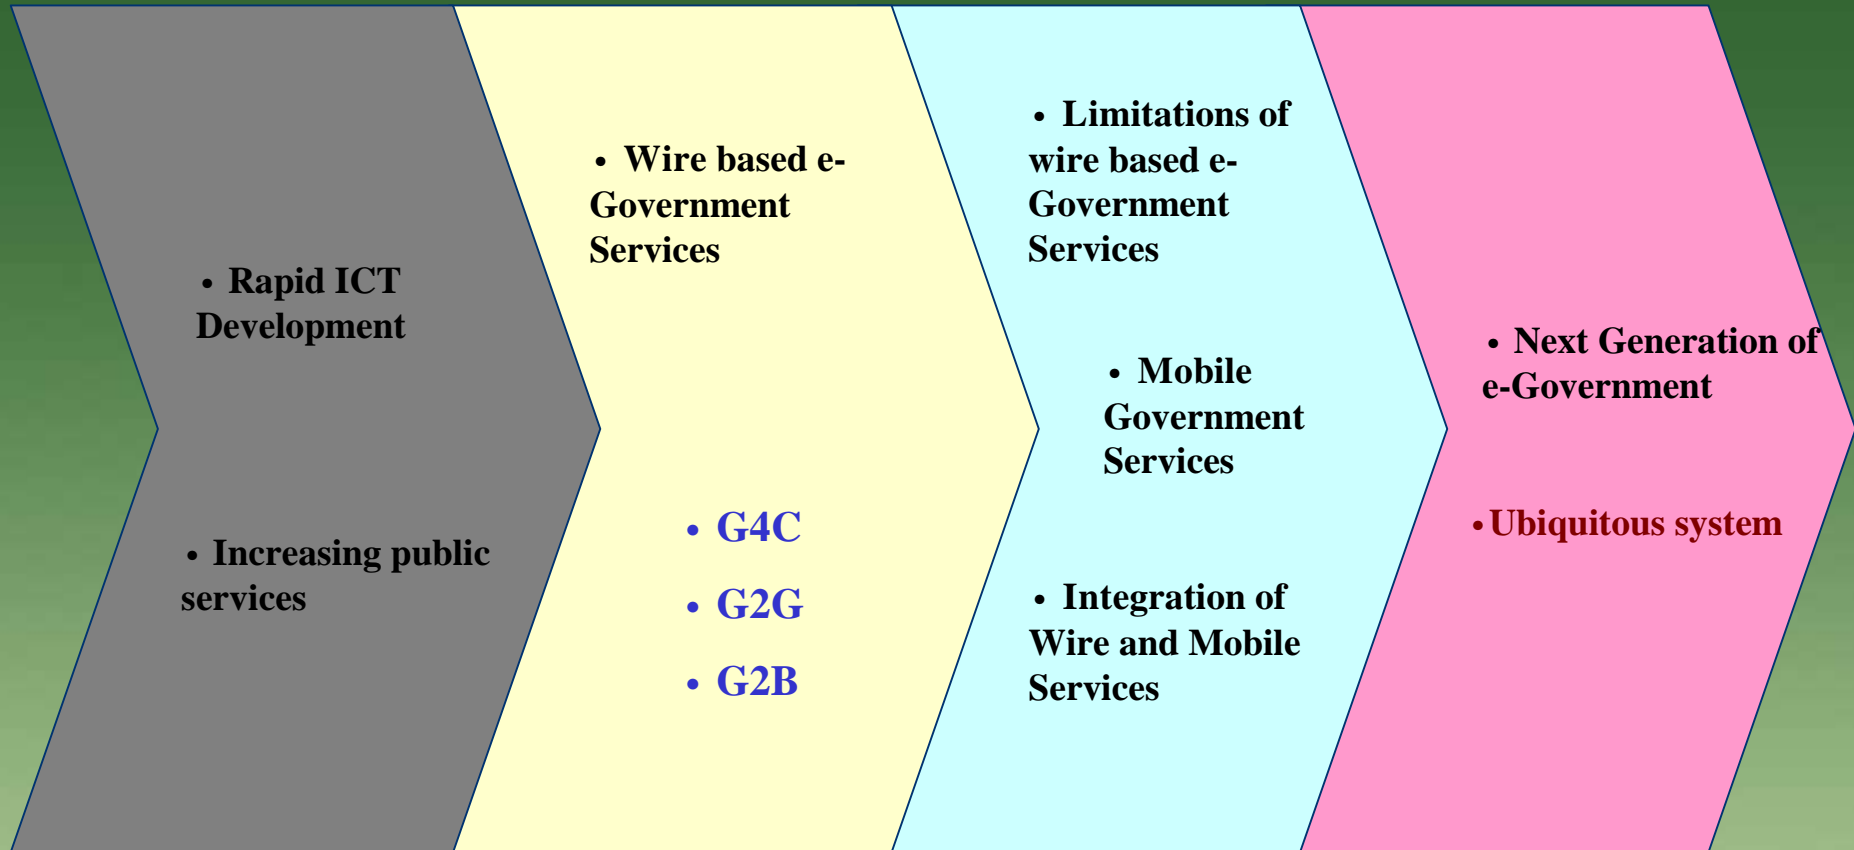 • Rapid ICT
Development
• Increasing public
services
• Wire based e-
Government
Services
• G4C
• G2G
• G2B
• Limitations of
wire based e-
Government
Services
• Mobile
Government
Services
• Integration of
Wire and Mobile
Services
• Next Generation of
e-Government
• Ubiquitous system